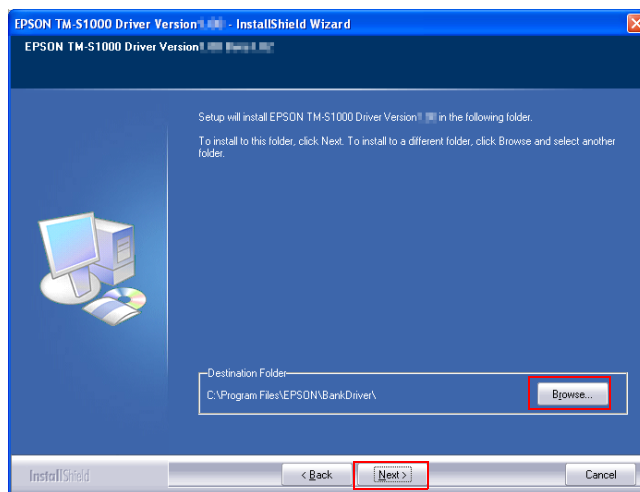 EPSON TM-S1000 Driver Version - InstallShield Wizard
EPSON TM-S1000 Driver Version
Setup will install EPSON TM-S1000 Driver Version in the following folder.
To install to this folder, click Next. To install to a different folder, click Browse and select another
folder.
Destination Folder
C:\Program Files\EPSON\BankDriver\
Browse...
InstallShield
< Back
Next >
Cancel